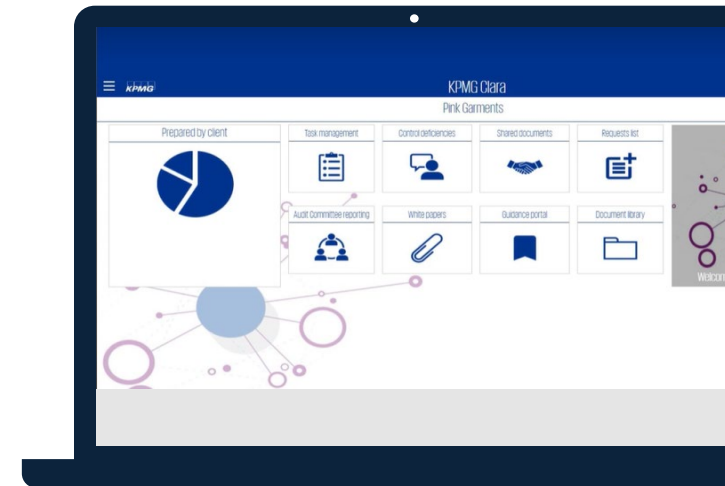 KPMG
KPMG Clara
Pink Garments
Prepared by client
Task management
Control deficiencies
Shared documents
Requests list
Audit Committee reporting
White papers
Guidance portal
Document library